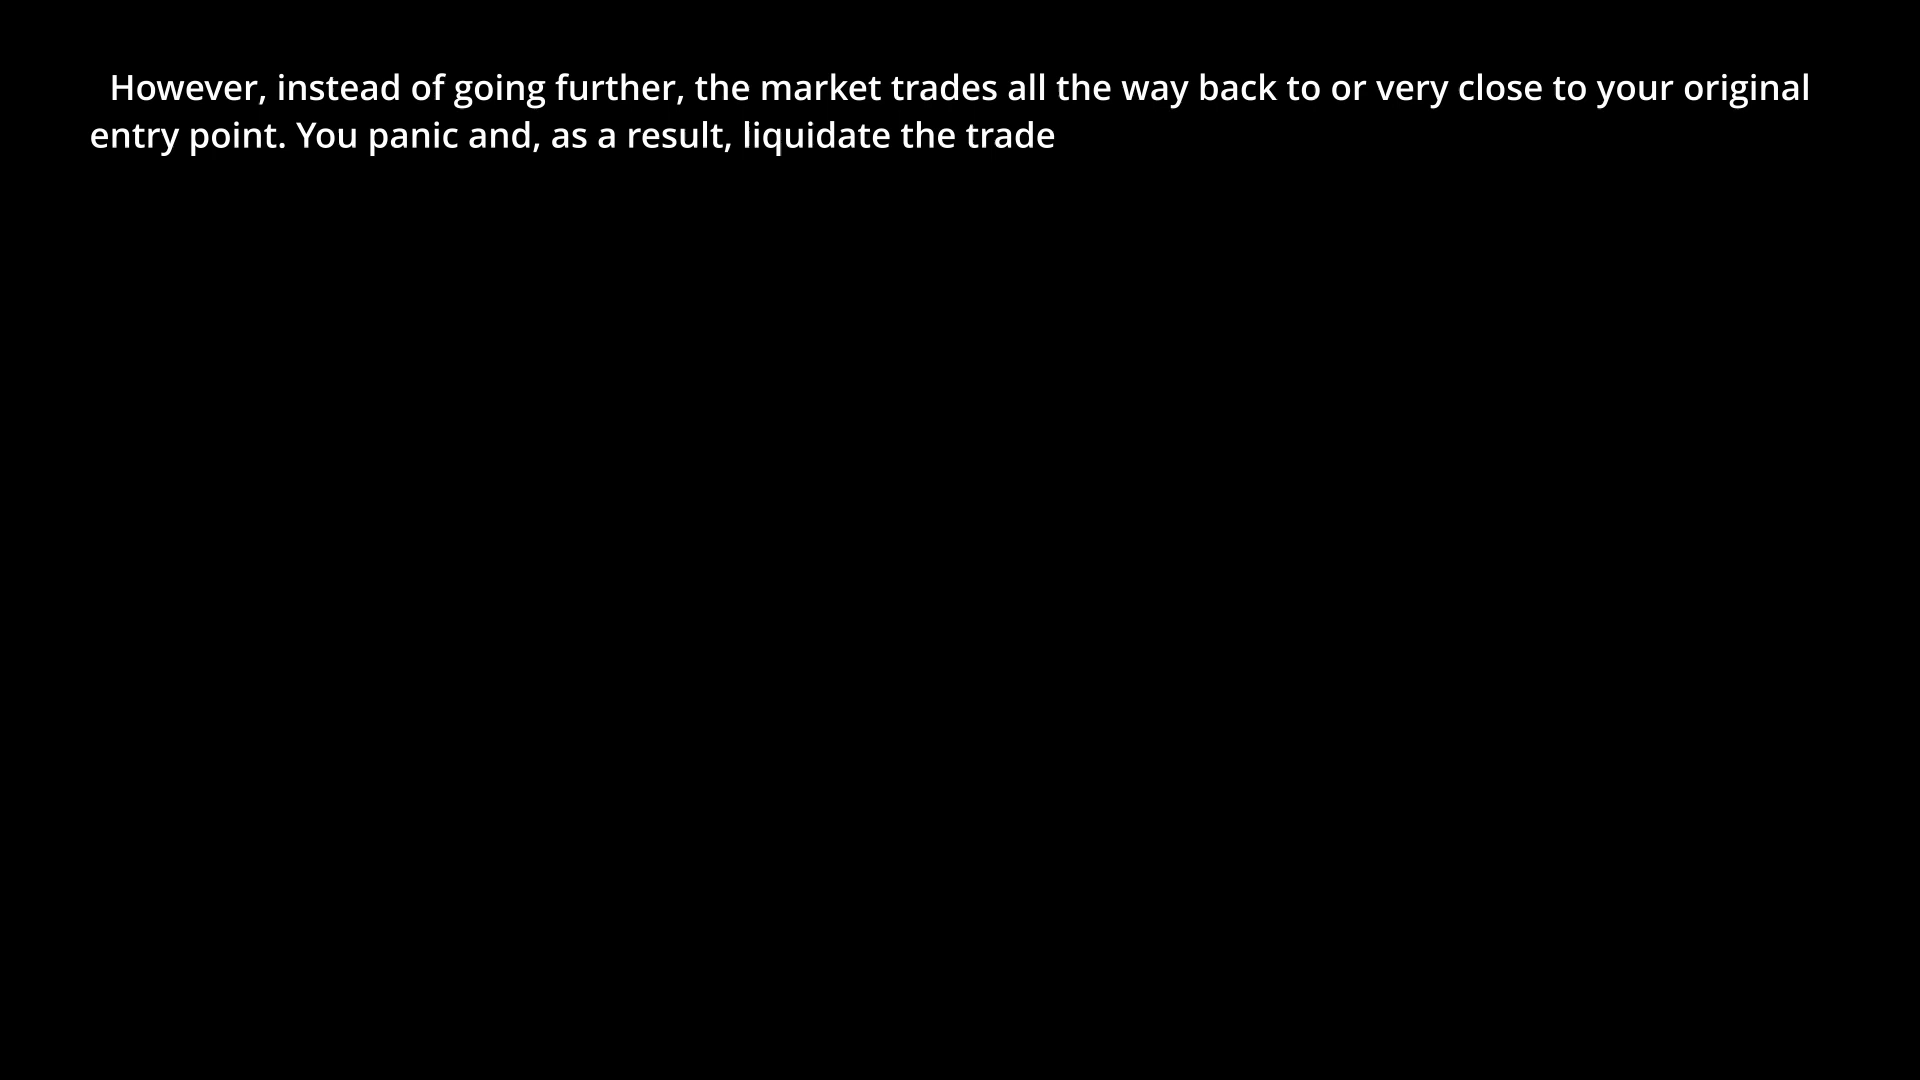 However, instead of going further, the market trades all the way back to or very close to your original
entry point. You panic and, as a result, liquidate the trade